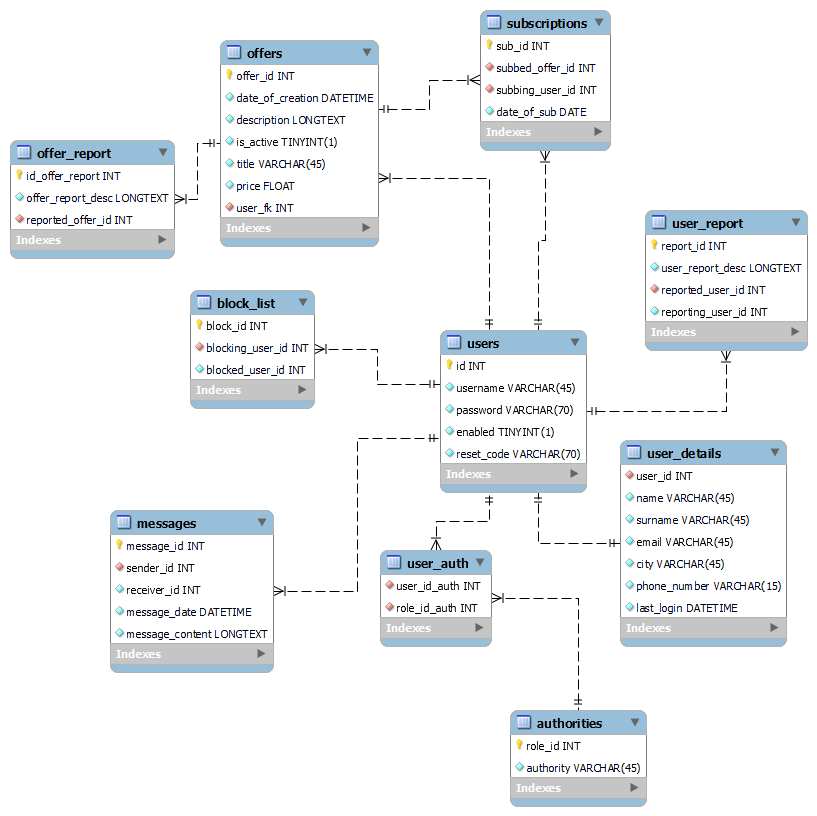 subscriptions
sub_id INT
subbed_offer_id INT
subbing_user_id INT
date_of_sub DATE
Indexes
offers
offer_id INT
date_of_creation DATETIME
description LONGTEXT
is_active TINYINT(1)
title VARCHAR(45)
price FLOAT
user_fk INT
Indexes
offer_report
id_offer_report INT
offer_report_desc LONGTEXT
reported_offer_id INT
Indexes
user_report
report_id INT
user_report_desc LONGTEXT
reported_user_id INT
reporting_user_id INT
Indexes
block_list
block_id INT
blocking_user_id INT
blocked_user_id INT
Indexes
users
id INT
username VARCHAR(45)
password VARCHAR(70)
enabled TINYINT(1)
reset_code VARCHAR(70)
Indexes
user_details
user_id INT
name VARCHAR(45)
surname VARCHAR(45)
email VARCHAR(45)
city VARCHAR(45)
phone_number VARCHAR(15)
last_login DATETIME
Indexes
messages
message_id INT
sender_id INT
receiver_id INT
message_date DATETIME
message_content LONGTEXT
Indexes
user_auth
user_id_auth INT
role_id_auth INT
Indexes
authorities
role_id INT
authority VARCHAR(45)
Indexes